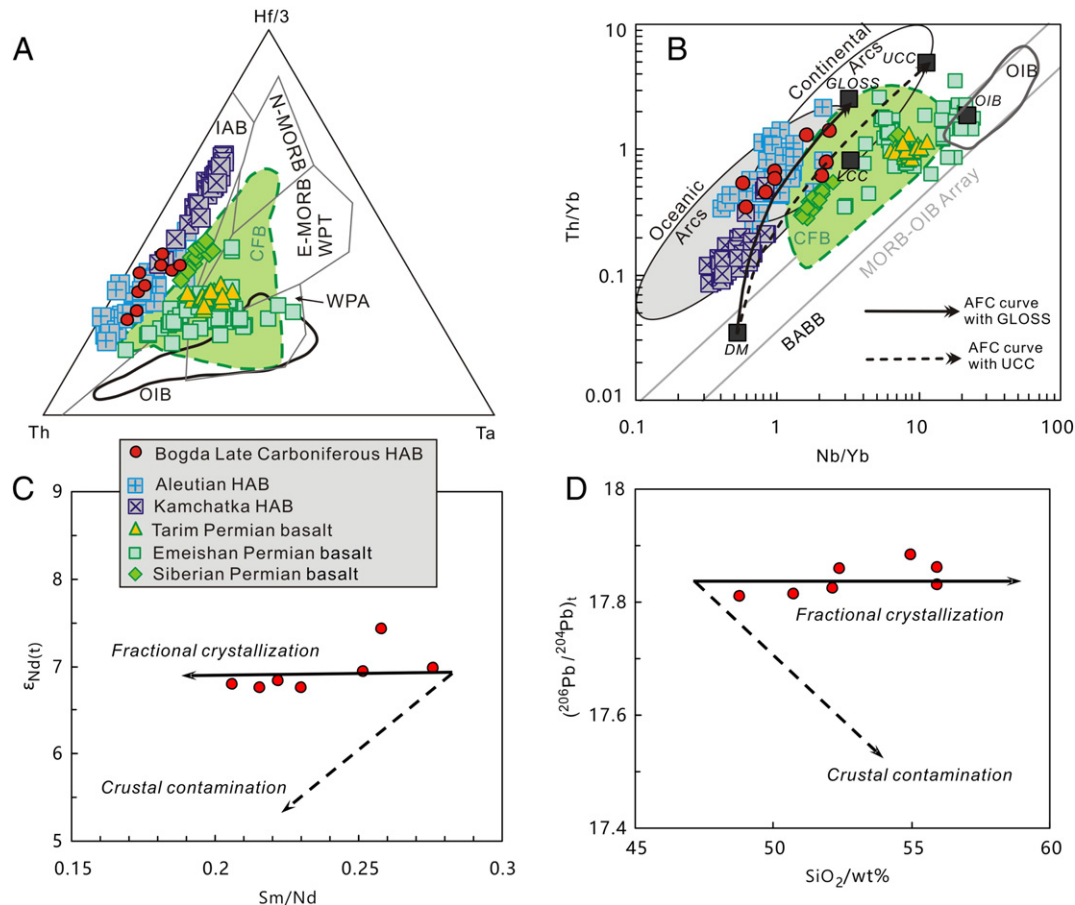 A
Hf/3
IAB
N-MORB
E-MORB
WPT
CFB
WPA
OIB
Th
Ta
B
Th/Yb
10
1
0.1
0.01
Continental
Arcs
UCC
GLOSS
OIB
OIB
LCC
Oceanic
Arcs
CFB
MORB-OIB Array
BABB
DM
AFC curve
with GLOSS
AFC curve
with UCC
0.1
1
10
100
Nb/Yb
Bogda Late Carboniferous HAB
Aleutian HAB
Kamchatka HAB
Tarim Permian basalt
Emeishan Permian basalt
Siberian Permian basalt
C
9
8
7
6
5
εNd(t)
Fractional crystallization
Crustal contamination
0.15
0.2
0.25
0.3
Sm/Nd
D
18
17.8
17.6
17.4
(²⁰⁶Pb/²⁰⁴Pb)t
Fractional crystallization
Crustal contamination
45
50
55
60
SiO₂/wt%